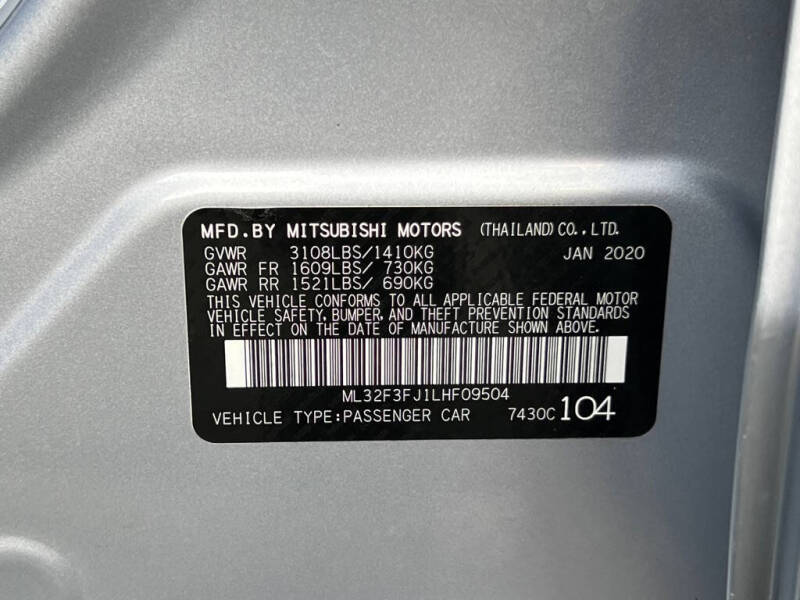 MFD.BY MITSUBISHI MOTORS (THAILAND)CO.,LTD.
GVWR 3108LBS/1410KG JAN 2020
GAWR FR 1609LBS/ 730KG
GAWR RR 1521LBS/ 690KG
THIS VEHICLE CONFORMS TO ALL APPLICABLE FEDERAL MOTOR
VEHICLE SAFETY, BUMPER, AND THEFT PREVENTION STANDARDS
IN EFFECT ON THE DATE OF MANUFACTURE SHOWN ABOVE.
ML32F3FJ1LHF09504
VEHICLE TYPE:PASSENGER CAR 7430C 104